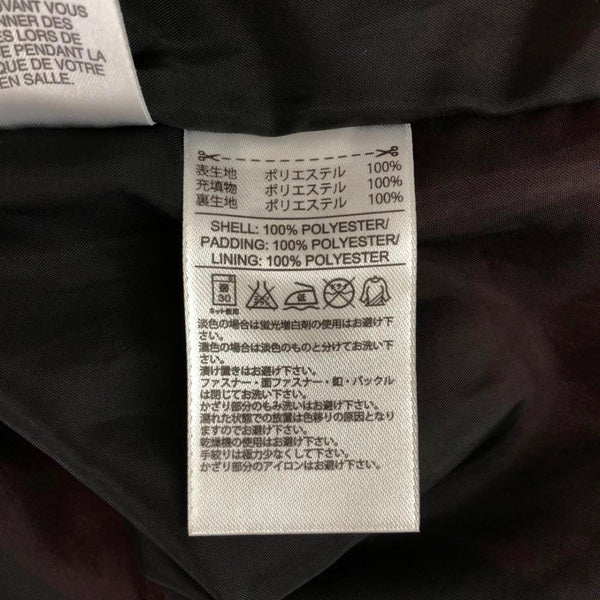 UVANT VOUS
NNER DES
ES LORS DE
E PENDANT LA
QUE DE VOTRE
EN SALLE.
表生地 ポリエステル 100%
充填物 ポリエステル 100%
裏生地 ポリエステル 100%
SHELL: 100% POLYESTER/
PADDING: 100% POLYESTER/
LINING: 100% POLYESTER
弱
30
中
ネット使用
淡色の場合は蛍光増白剤の使用はお避け下
さい。
濃色の場合は淡色のものと分けてお洗い下
さい。
漬け置きはお避け下さい。
ファスナー・面ファスナー・釦・バックル
は閉じてお洗い下さい。
かざり部分のもみ洗いはお避け下さい。
濡れた状態での放置は色移りの原因となり
ますのでお避け下さい。
乾燥機の使用はお避け下さい。
手絞りは極力少なくして下さい。
かざり部分のアイロンはお避け下さい。